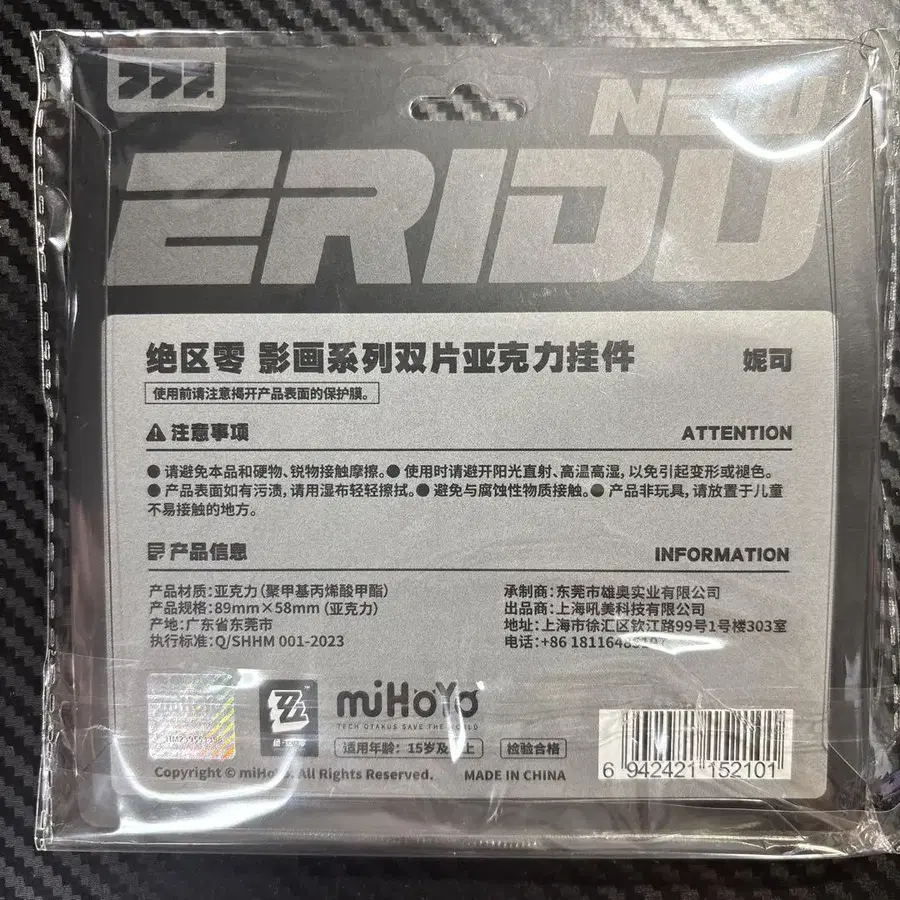 NEW
ERIDU
绝区零 影画系列双片亚克力挂件
妮可
使用前请注意揭开产品表面的保护膜。
注意事项
ATTENTION
● 请避免本品和硬物、锐物接触摩擦。● 使用时请避开阳光直射、高温高湿, 以免引起变形或褪色。
● 产品表面如有污渍, 请用湿布轻轻擦拭。● 避免与腐蚀性物质接触。● 产品非玩具, 请放置于儿童
不易接触的地方。
产品信息
INFORMATION
产品材质: 亚克力 (聚甲基丙烯酸甲酯)
产品规格: 89mm×58mm (亚克力)
产地: 广东省东莞市
执行标准: Q/SHHM 001-2023
承制商: 东莞市雄奥实业有限公司
出品商: 上海吼美科技有限公司
地址: 上海市徐汇区钦江路99号1号楼303室
电话: +86
miHoYo
TECH OTAKUS SAVE THE WORLD
适用年龄: 15岁及以上
检验合格
Copyright © miHoYo. All Rights Reserved.
MADE IN CHINA
6 942421 152101